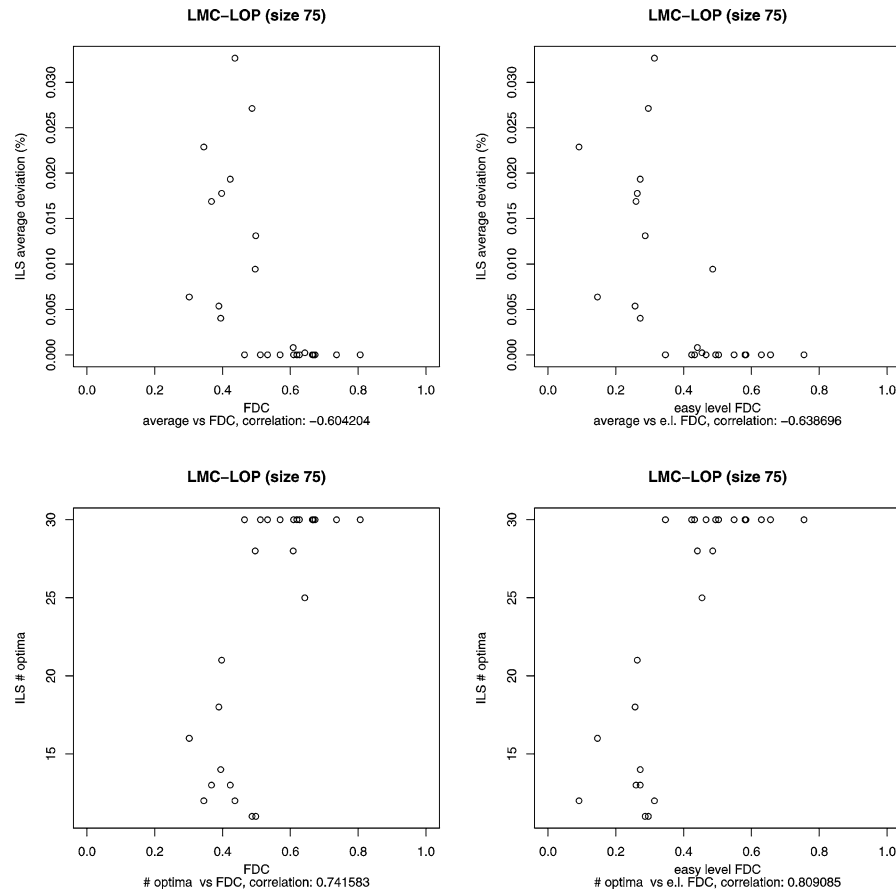 LMC−LOP (size 75)
ILS average deviation (%)
0.030
0.025
0.020
0.015
0.010
0.005
0.000
0.0 0.2 0.4 0.6 0.8 1.0
FDC
average vs FDC, correlation: −0.604204
LMC−LOP (size 75)
ILS average deviation (%)
0.030
0.025
0.020
0.015
0.010
0.005
0.000
0.0 0.2 0.4 0.6 0.8 1.0
easy level FDC
average vs e.l. FDC, correlation: −0.638696
LMC−LOP (size 75)
ILS # optima
30
25
20
15
0.0 0.2 0.4 0.6 0.8 1.0
FDC
# optima vs FDC, correlation: 0.741583
LMC−LOP (size 75)
ILS # optima
30
25
20
15
0.0 0.2 0.4 0.6 0.8 1.0
easy level FDC
# optima vs e.l. FDC, correlation: 0.809085